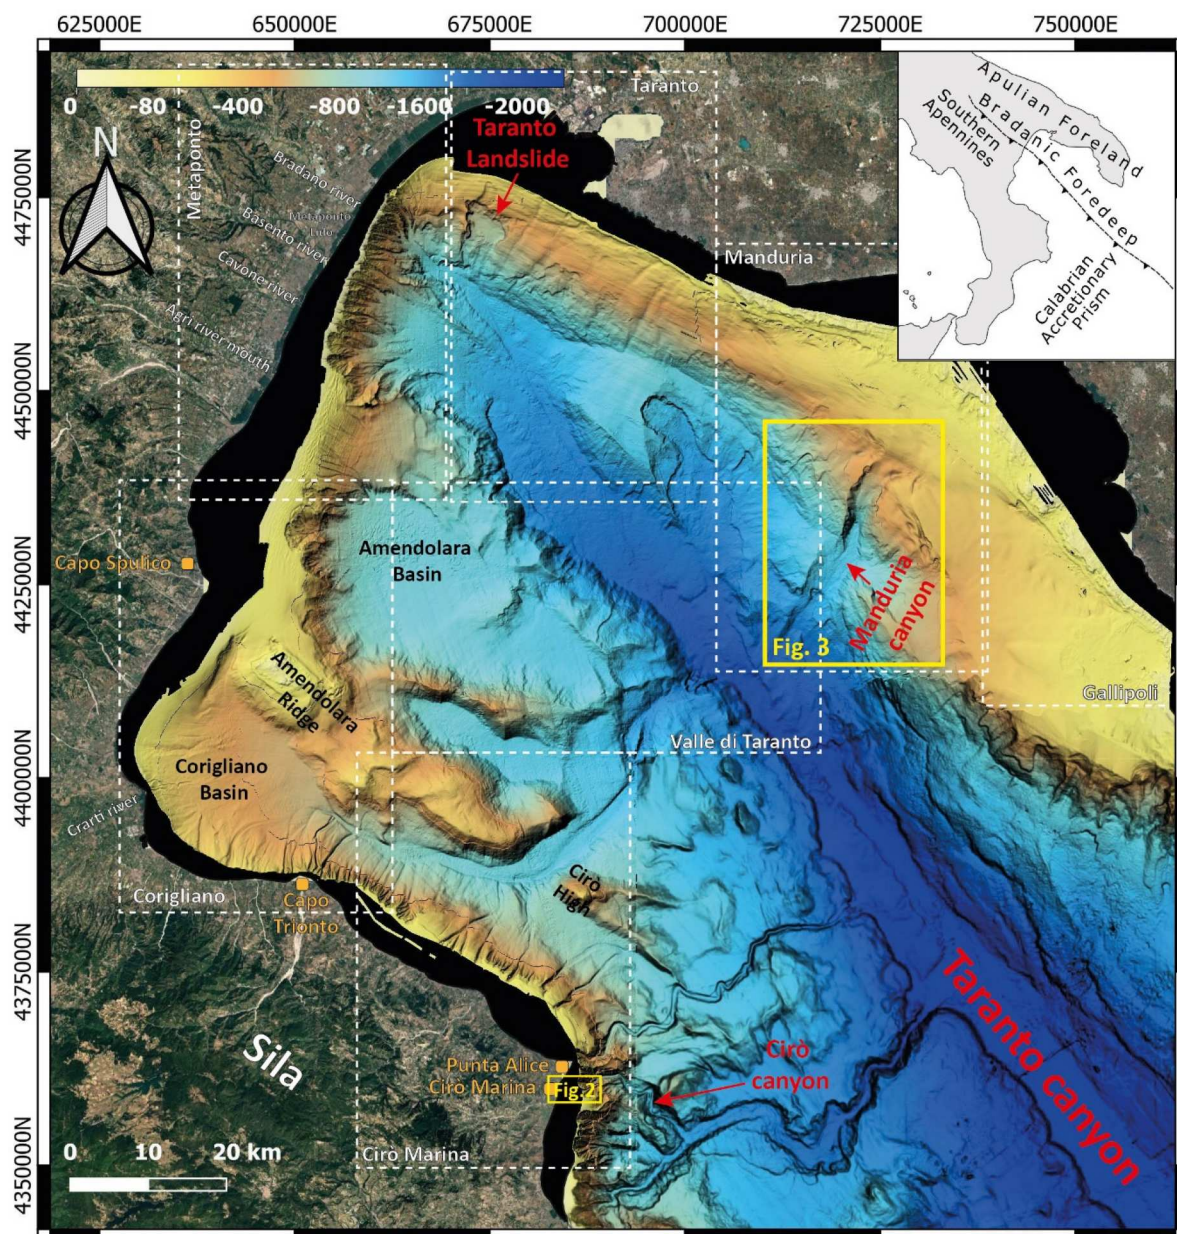 625000E 650000E 675000E 700000E 725000E 750000E
0 -80 -400 -800 -1600 -2000
N
Metaponto
Taranto
Taranto
Landslide
Bradano river
Metaponto
Lido
Basento river
Cavone river
Agri river mouth
Manduria
Apulian Foreland
Bradanic Foredeep
Southern
Apennines
Calabrian
Accretionary
Prism
4475000N
4450000N
4425000N
4400000N
4375000N
4350000N
Capo Spulico
Amendolara
Basin
Manduria
canyon
Fig. 3
Gallipoli
Amendolara
Ridge
Valle di Taranto
Corigliano
Basin
Crarti river
Corigliano
Capo
Trionto
Cirò
High
Sila
Punta Alice
Cirò Marina
Fig.2
Cirò
canyon
Taranto canyon
0 10 20 km
Cirò Marina